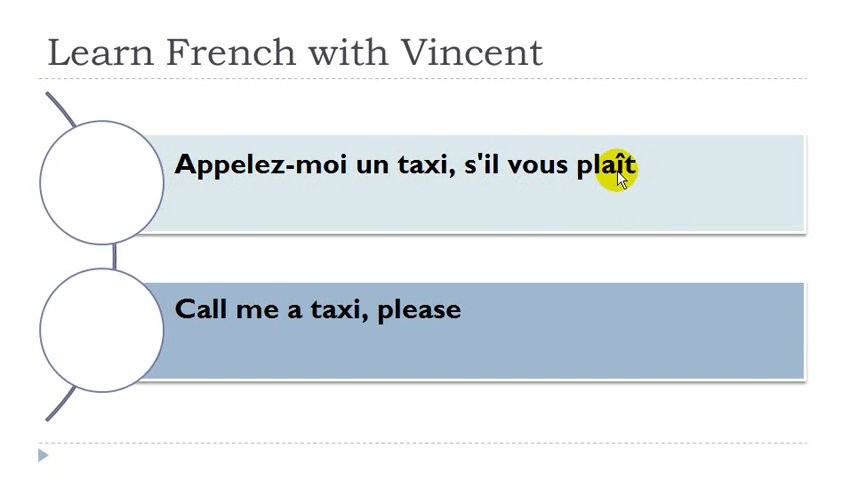 Learn French with Vincent
Appelez-moi un taxi, s'il vous plaît
Call me a taxi, please